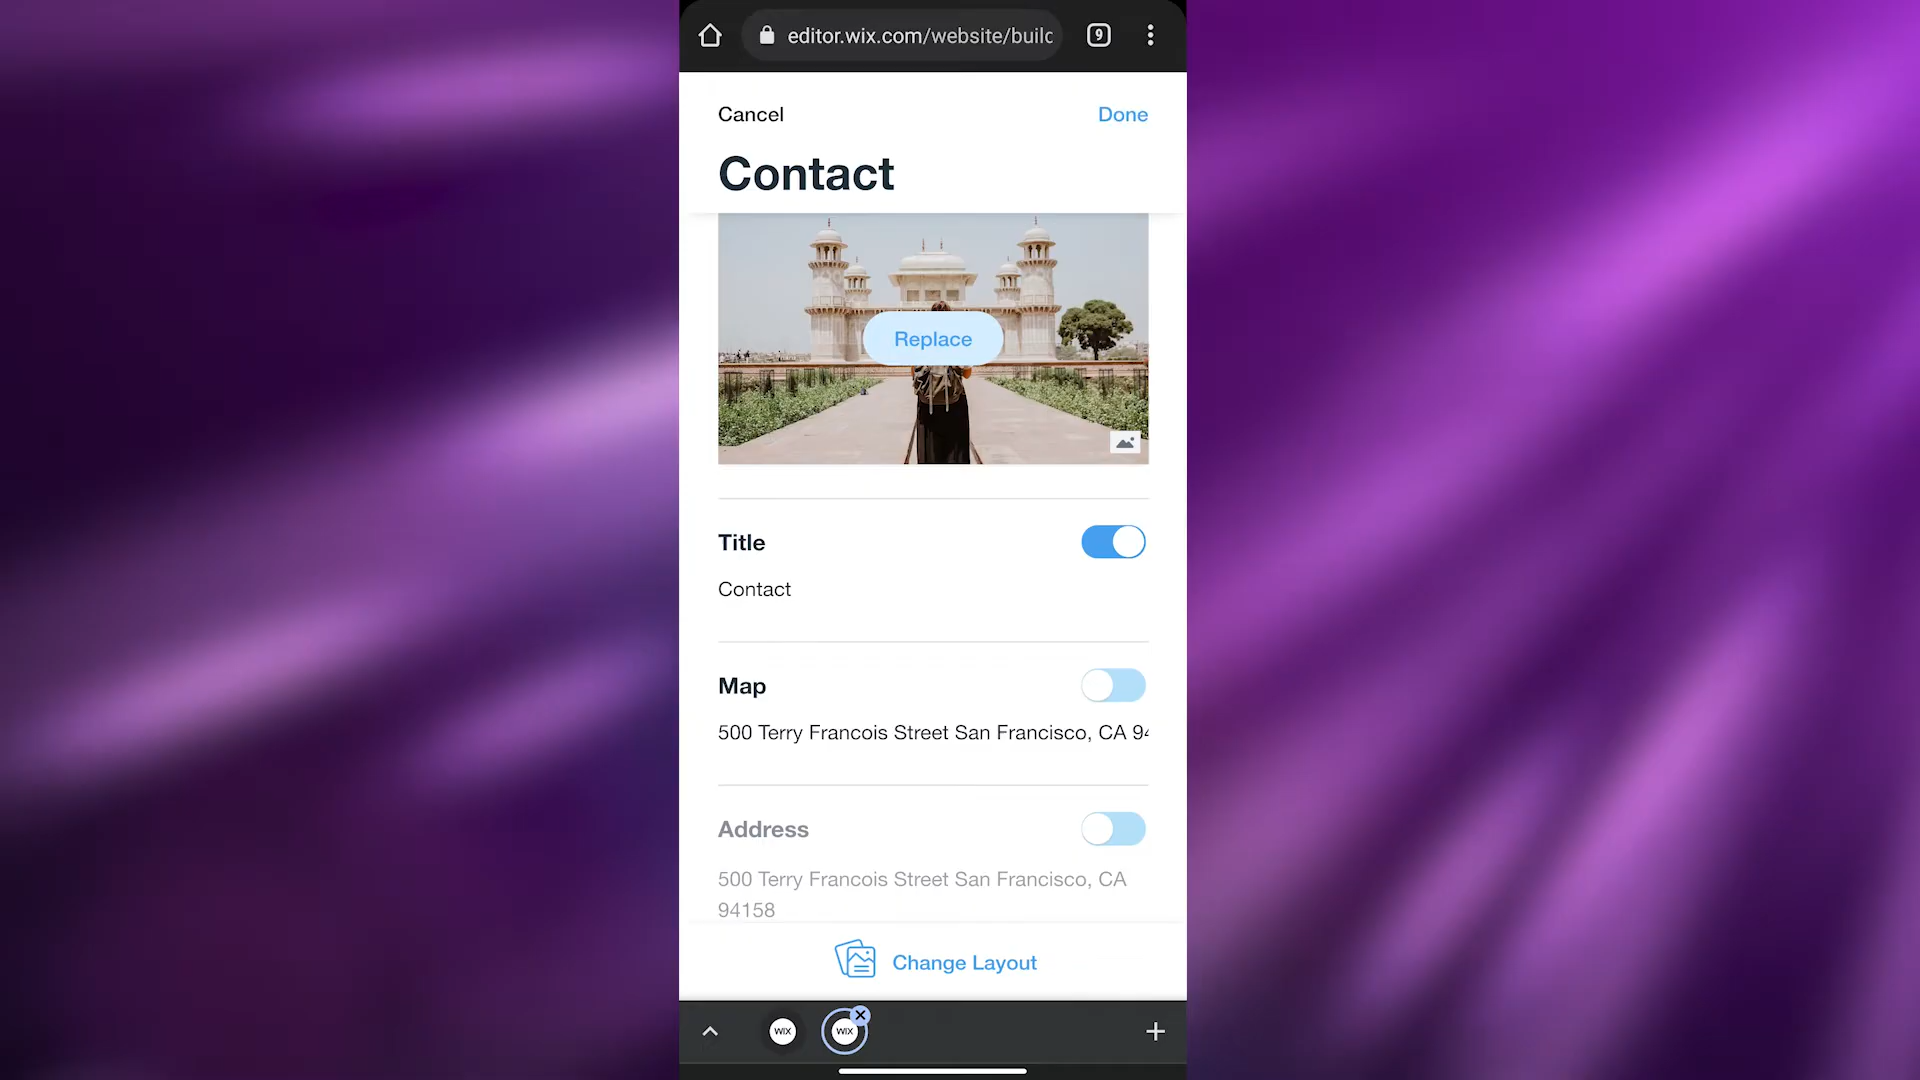 editor.wix.com/website/builc
9
Cancel
Done
Contact
Replace
Title
Contact
Map
500 Terry Francois Street San Francisco, CA 94
Address
500 Terry Francois Street San Francisco, CA
94158
Change Layout
WIX
WIX